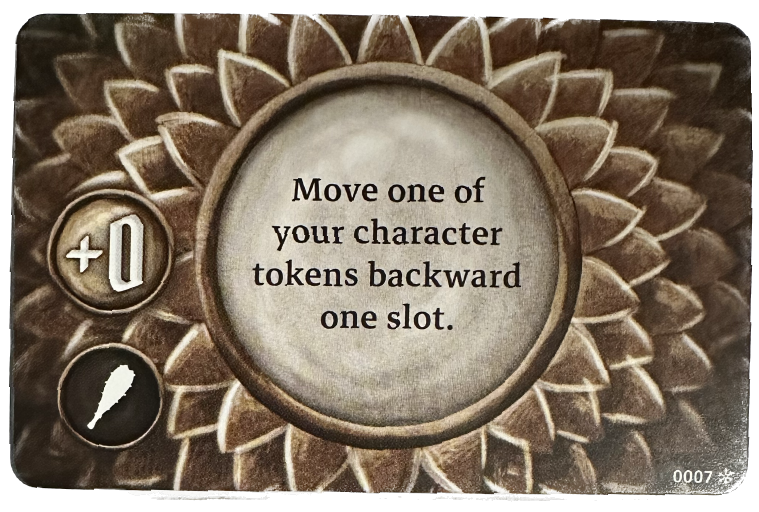 Move one of
your character
tokens backward
one slot.
+0
0007